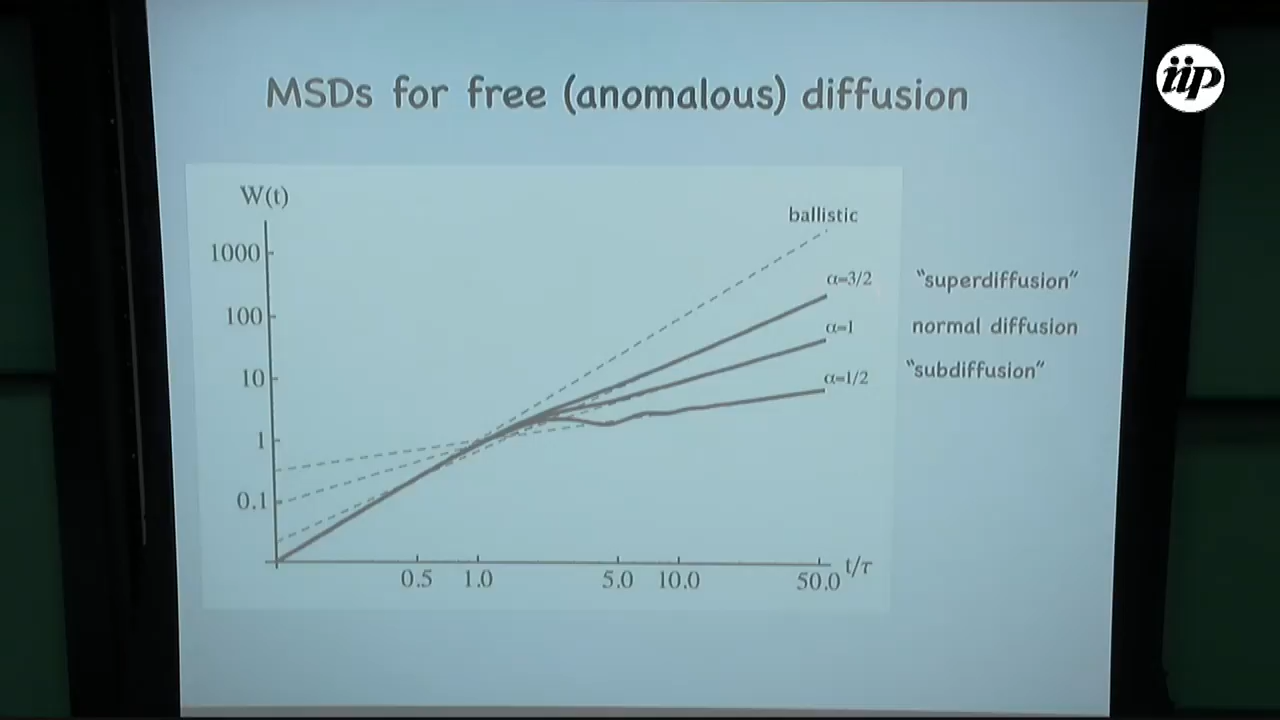 MSDs for free (anomalous) diffusion
iip
W(t)
ballistic
1000
α=3/2
"superdiffusion"
100
α=1
normal diffusion
10
α=1/2
"subdiffusion"
1
0.1
0.5 1.0 5.0 10.0 50.0 t/τ